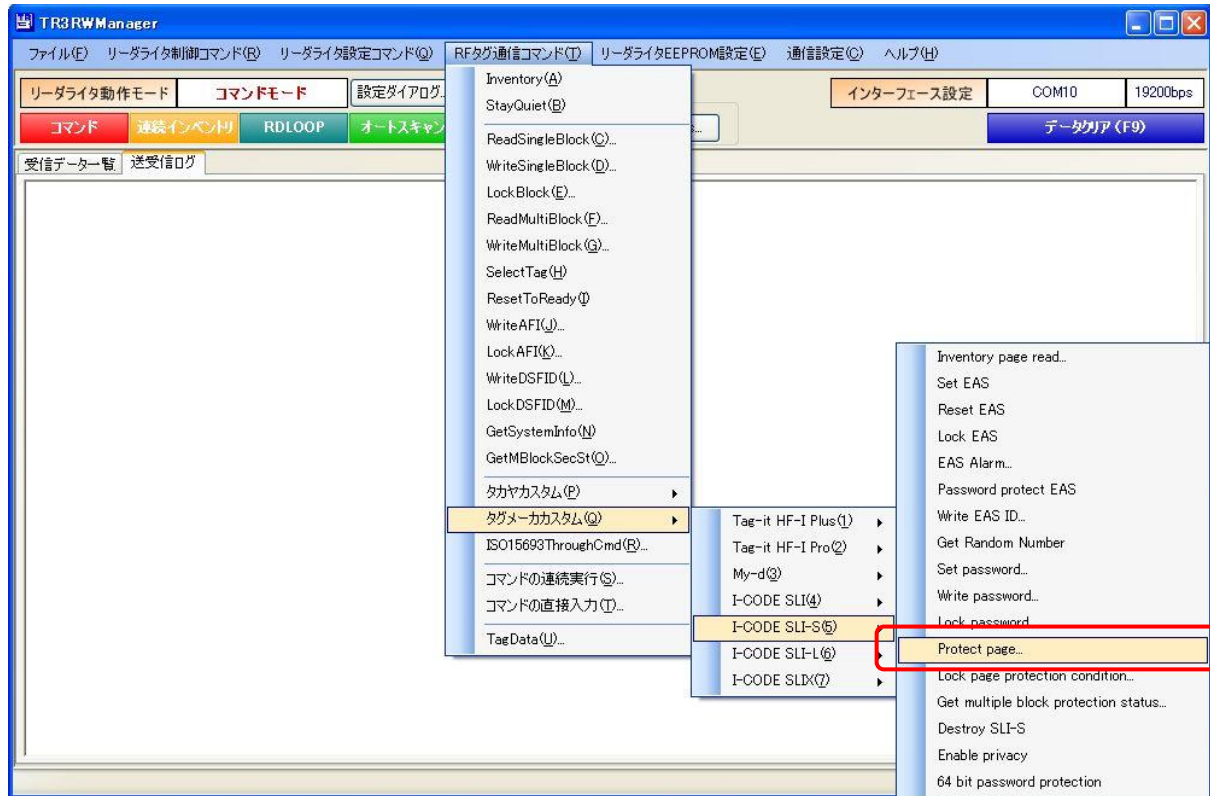 TR3RWManager
ファイル(F) リーダライタ制御コマンド(R) リーダライタ設定コマンド(Q) RFタグ通信コマンド(T) リーダライタEEPROM設定(E) 通信設定(C) ヘルプ(H)
リーダライタ動作モード コマンドモード 設定ダイアログ... インターフェース設定 COM10 19200bps
コマンド 連続インベントリ RDLOOP オートスキャン データクリア (F9)
受信データ一覧 送受信ログ
Inventory(A)
StayQuiet(B)
ReadSingleBlock(C)...
WriteSingleBlock(D)...
LockBlock(E)...
ReadMultiBlock(F)...
WriteMultiBlock(G)...
SelectTag(H)
ResetToReady(I)
WriteAFI(J)...
LockAFI(K)...
WriteDSFID(L)...
LockDSFID(M)...
GetSystemInfo(N)
GetMBlockSecSt(O)...
タカヤカスタム(P)
タグメーカカスタム(Q)
ISO15693ThroughCmd(R)...
コマンドの連続実行(S)...
コマンドの直接入力(T)...
TagData(U)...
Tag-it HF-I Plus(1)
Tag-it HF-I Pro(2)
My-d(3)
I-CODE SLI(4)
I-CODE SLI-S(5)
I-CODE SLI-L(6)
I-CODE SLIX(7)
Inventory page read...
Set EAS
Reset EAS
Lock EAS
EAS Alarm...
Password protect EAS
Write EAS ID...
Get Random Number
Set password...
Write password...
Lock password...
Protect page...
Lock page protection condition...
Get multiple block protection status...
Destroy SLI-S
Enable privacy
64 bit password protection